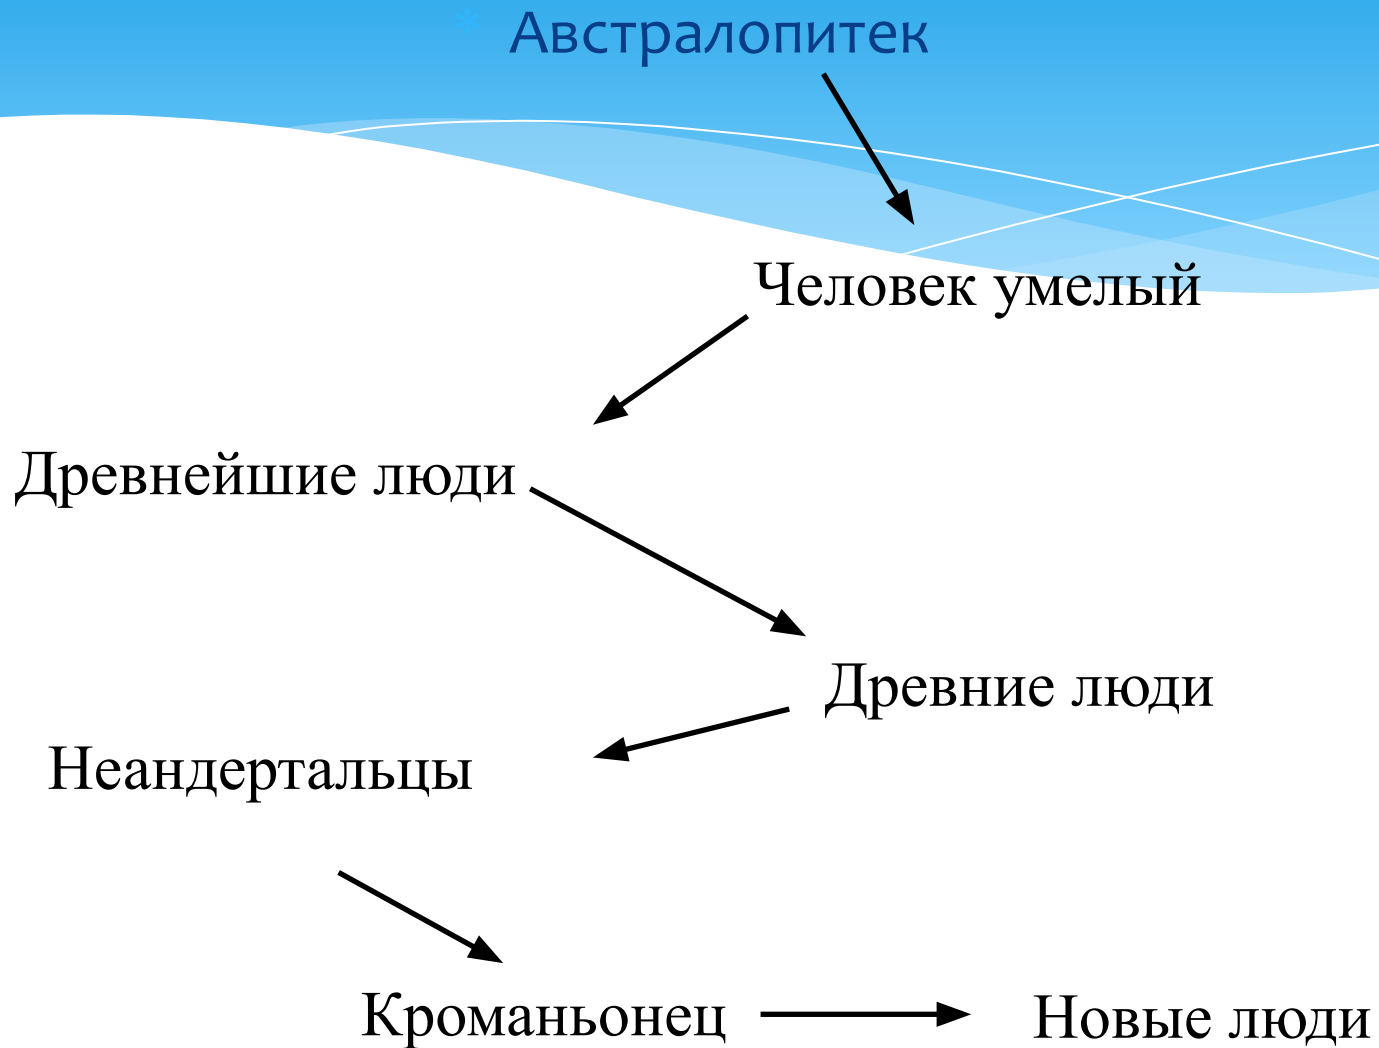 * Австралопитек
Человек умелый
Древнейшие люди
Древние люди
Неандертальцы
Кроманьонец
Новые люди